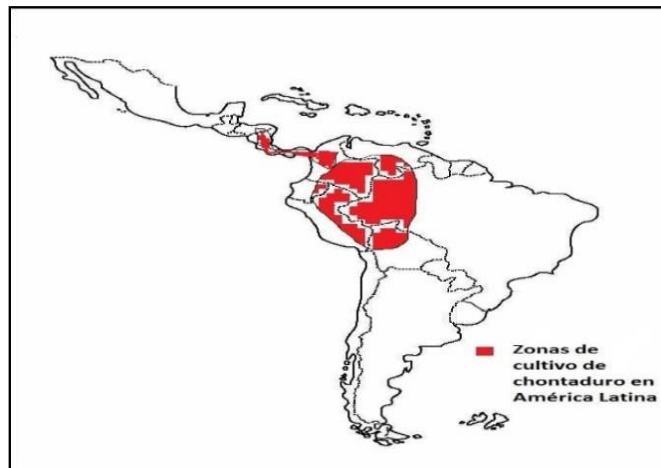 Zonas de
cultivo de
chontaduro en
América Latina